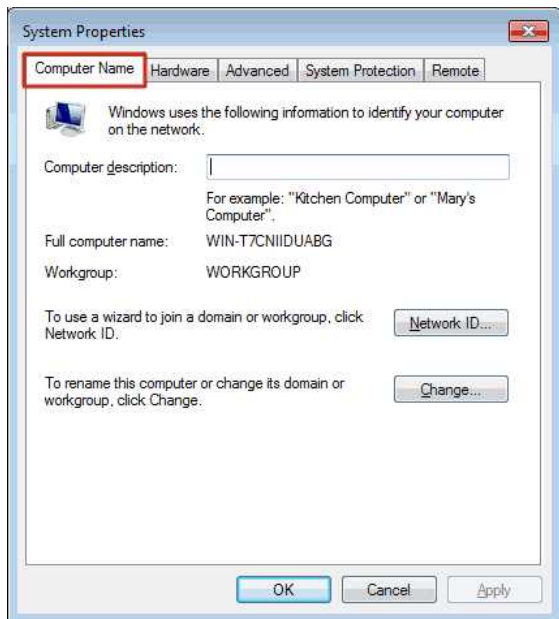 System Properties
Computer Name
Hardware
Advanced
System Protection
Remote
Windows uses the following information to identify your computer
on the network.
Computer description:
For example: "Kitchen Computer" or "Mary's
Computer".
Full computer name:
WIN-T7CNIIDUABG
Workgroup:
WORKGROUP
To use a wizard to join a domain or workgroup, click
Network ID.
Network ID...
To rename this computer or change its domain or
workgroup, click Change.
Change...
OK
Cancel
Apply